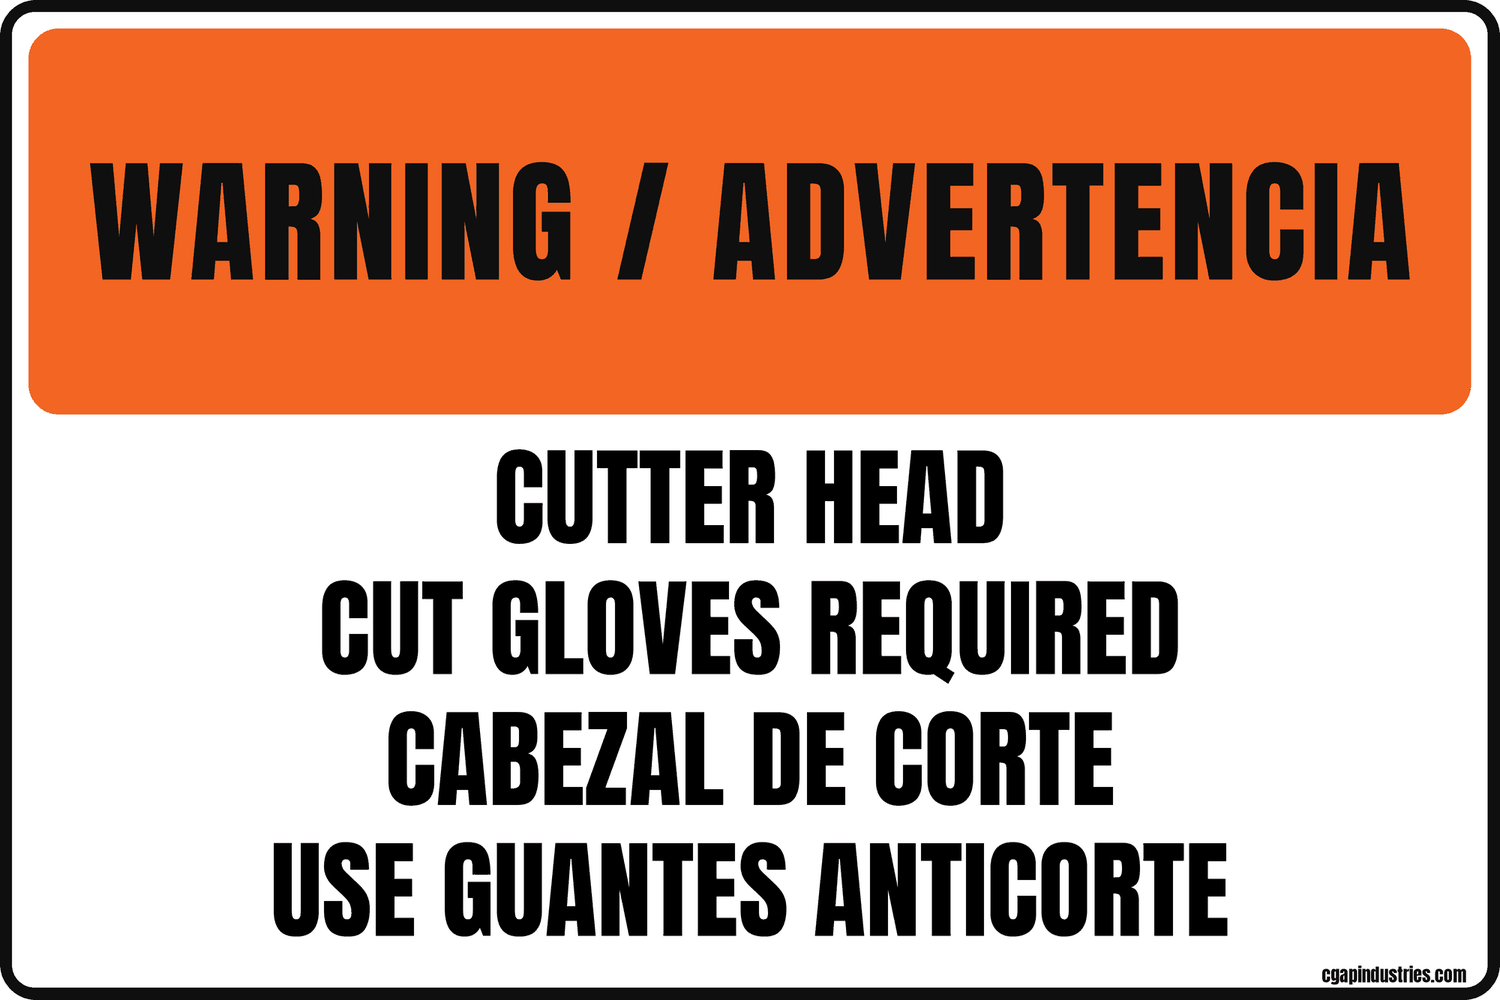 WARNING / ADVERTENCIA
CUTTER HEAD
CUT GLOVES REQUIRED
CABEZAL DE CORTE
USE GUANTES ANTICORTE
cgapindustries.com